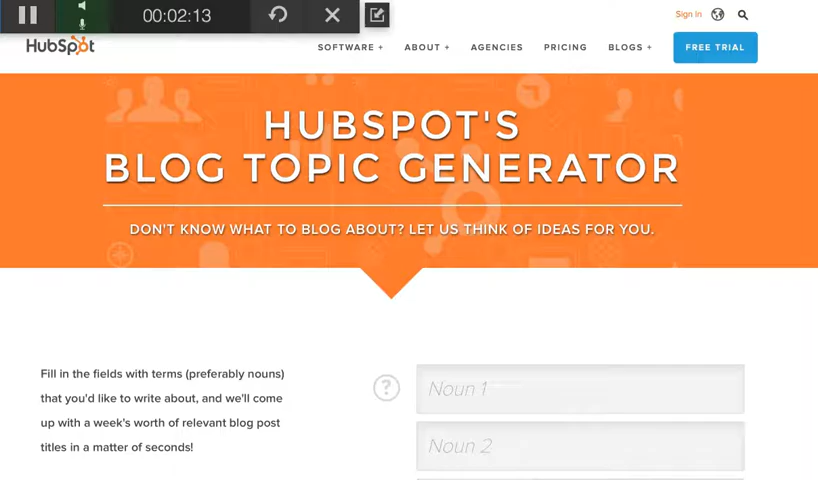 00:02:13
Sign in
HubSpot
SOFTWARE + ABOUT + AGENCIES PRICING BLOGS + FREE TRIAL
HUBSPOT'S
BLOG TOPIC GENERATOR
DON'T KNOW WHAT TO BLOG ABOUT? LET US THINK OF IDEAS FOR YOU.
Fill in the fields with terms (preferably nouns)
that you'd like to write about, and we'll come
up with a week's worth of relevant blog post
titles in a matter of seconds!
?
Noun 1
Noun 2